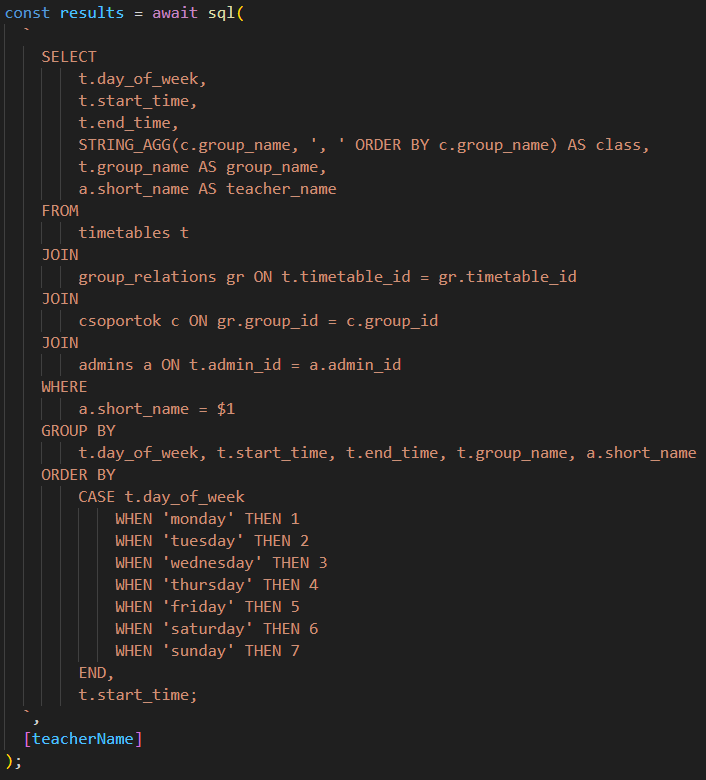 const results = await sql(
`
SELECT
t.day_of_week,
t.start_time,
t.end_time,
STRING_AGG(c.group_name, ', ' ORDER BY c.group_name) AS class,
t.group_name AS group_name,
a.short_name AS teacher_name
FROM
timetables t
JOIN
group_relations gr ON t.timetable_id = gr.timetable_id
JOIN
csoportok c ON gr.group_id = c.group_id
JOIN
admins a ON t.admin_id = a.admin_id
WHERE
a.short_name = $1
GROUP BY
t.day_of_week, t.start_time, t.end_time, t.group_name, a.short_name
ORDER BY
CASE t.day_of_week
WHEN 'monday' THEN 1
WHEN 'tuesday' THEN 2
WHEN 'wednesday' THEN 3
WHEN 'thursday' THEN 4
WHEN 'friday' THEN 5
WHEN 'saturday' THEN 6
WHEN 'sunday' THEN 7
END,
t.start_time;
`,
[teacherName]
);